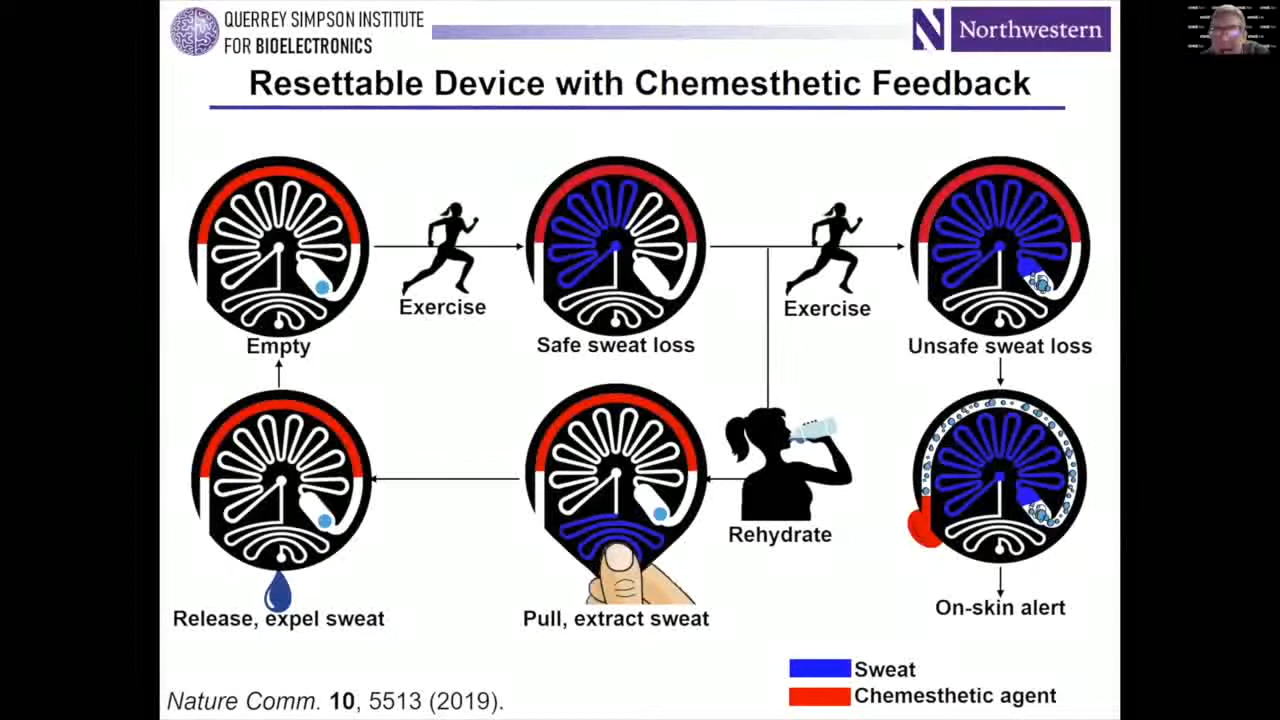 QUERREY SIMPSON INSTITUTE
FOR BIOELECTRONICS
N Northwestern
Resettable Device with Chemesthetic Feedback
Exercise
Exercise
Empty
Safe sweat loss
Unsafe sweat loss
Rehydrate
Release, expel sweat
Pull, extract sweat
On-skin alert
Sweat
Chemesthetic agent
Nature Comm. 10, 5513 (2019).